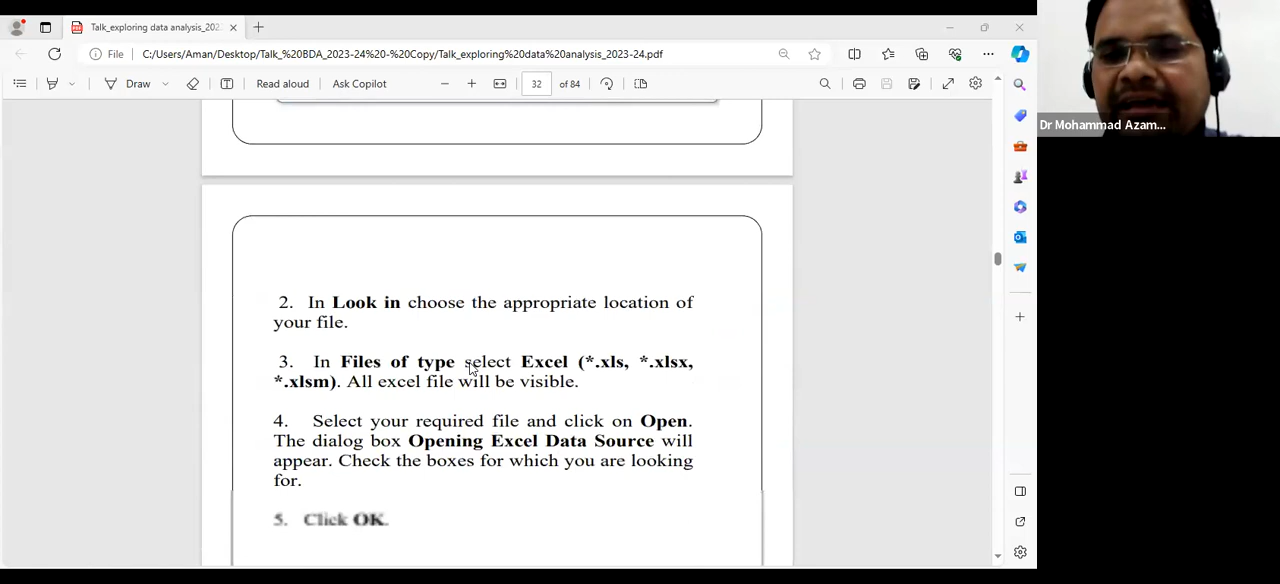 Talk_exploring data analysis_202
File
C:/Users/Aman/Desktop/Talk_%20BDA_2023-24%20-%20Copy/Talk_exploring%20data%20analysis_2023-24.pdf
Draw
Read aloud
Ask Copilot
32
of 84
Dr Mohammad Azam...
2. In Look in choose the appropriate location of
your file.
3. In Files of type select Excel (*.xls, *.xlsx,
*.xlsm). All excel file will be visible.
4. Select your required file and click on Open.
The dialog box Opening Excel Data Source will
appear. Check the boxes for which you are looking
for.
5. Click OK.